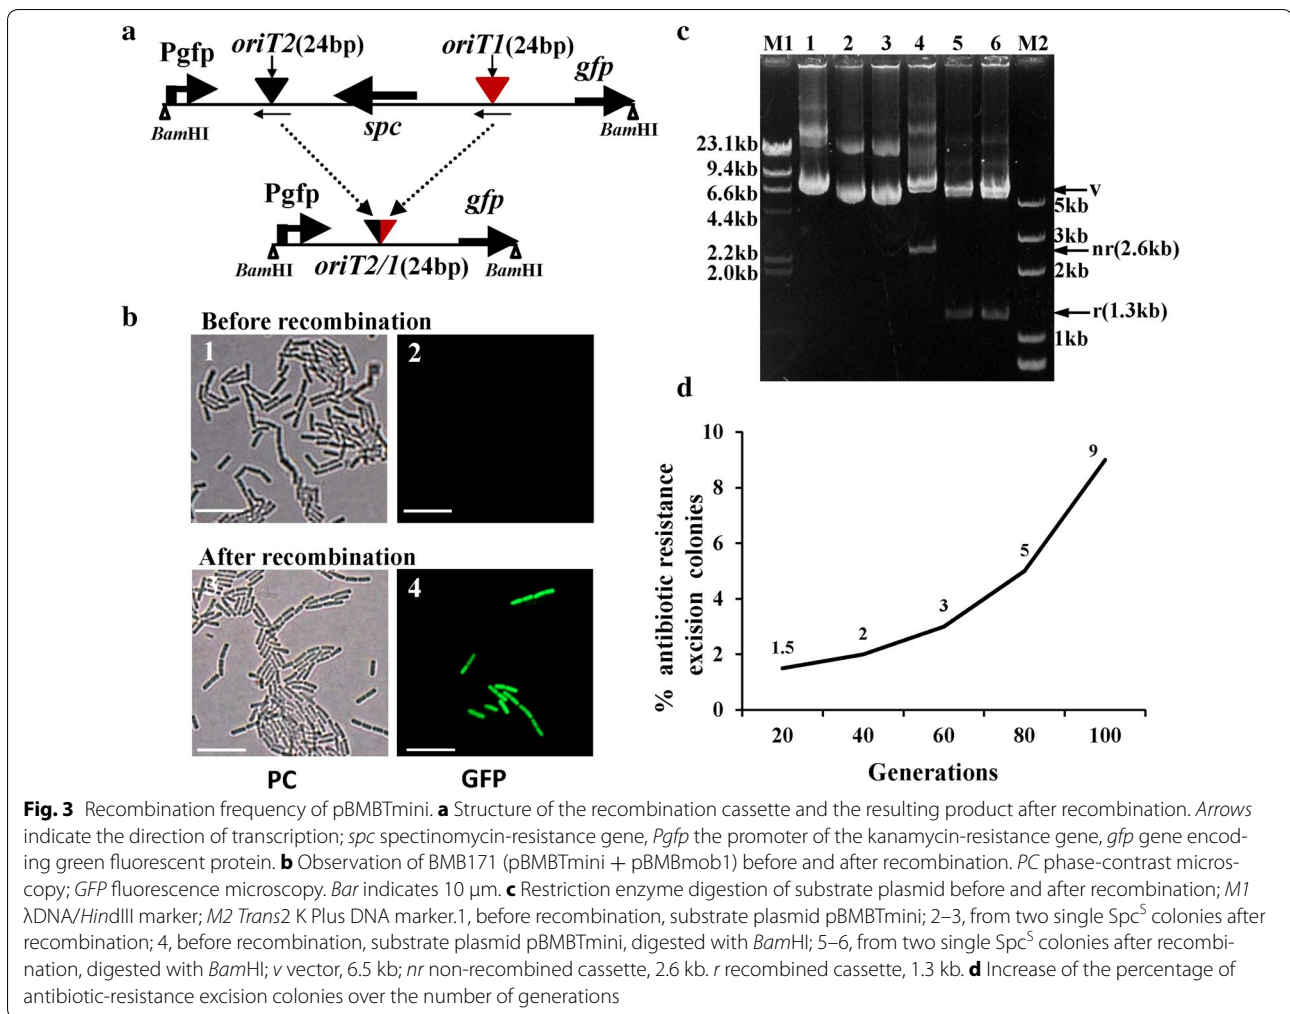 a
oriT2(24bp)
oriT1(24bp)
Pgfp
gfp
BamHI
spc
BamHI
Pgfp
gfp
BamHI
oriT2/1(24bp)
BamHI
b
Before recombination
1
2
After recombination
3
4
PC
GFP
c
M1 1 2 3 4 5 6 M2
23.1kb
9.4kb
6.6kb
4.4kb
2.2kb
2.0kb
v
5kb
3kb
nr(2.6kb)
2kb
r(1.3kb)
1kb
d
% antibiotic resistance
excision colonies
10
8
6
4
2
0
1.5
2
3
5
9
20 40 60 80 100
Generations
Fig. 3 Recombination frequency of pBMBTmini. a Structure of the recombination cassette and the resulting product after recombination. Arrows
indicate the direction of transcription; spc spectinomycin-resistance gene, Pgfp the promoter of the kanamycin-resistance gene, gfp gene encod-
ing green fluorescent protein. b Observation of BMB171 (pBMBTmini + pBMBmob1) before and after recombination. PC phase-contrast micros-
copy; GFP fluorescence microscopy. Bar indicates 10 μm. c Restriction enzyme digestion of substrate plasmid before and after recombination; M1
λDNA/HindIII marker; M2 Trans2 K Plus DNA marker.1, before recombination, substrate plasmid pBMBTmini; 2–3, from two single Spcˢ colonies after
recombination; 4, before recombination, substrate plasmid pBMBTmini, digested with BamHI; 5–6, from two single Spcˢ colonies after recombi-
nation, digested with BamHI; v vector, 6.5 kb; nr non-recombined cassette, 2.6 kb. r recombined cassette, 1.3 kb. d Increase of the percentage of
antibiotic-resistance excision colonies over the number of generations